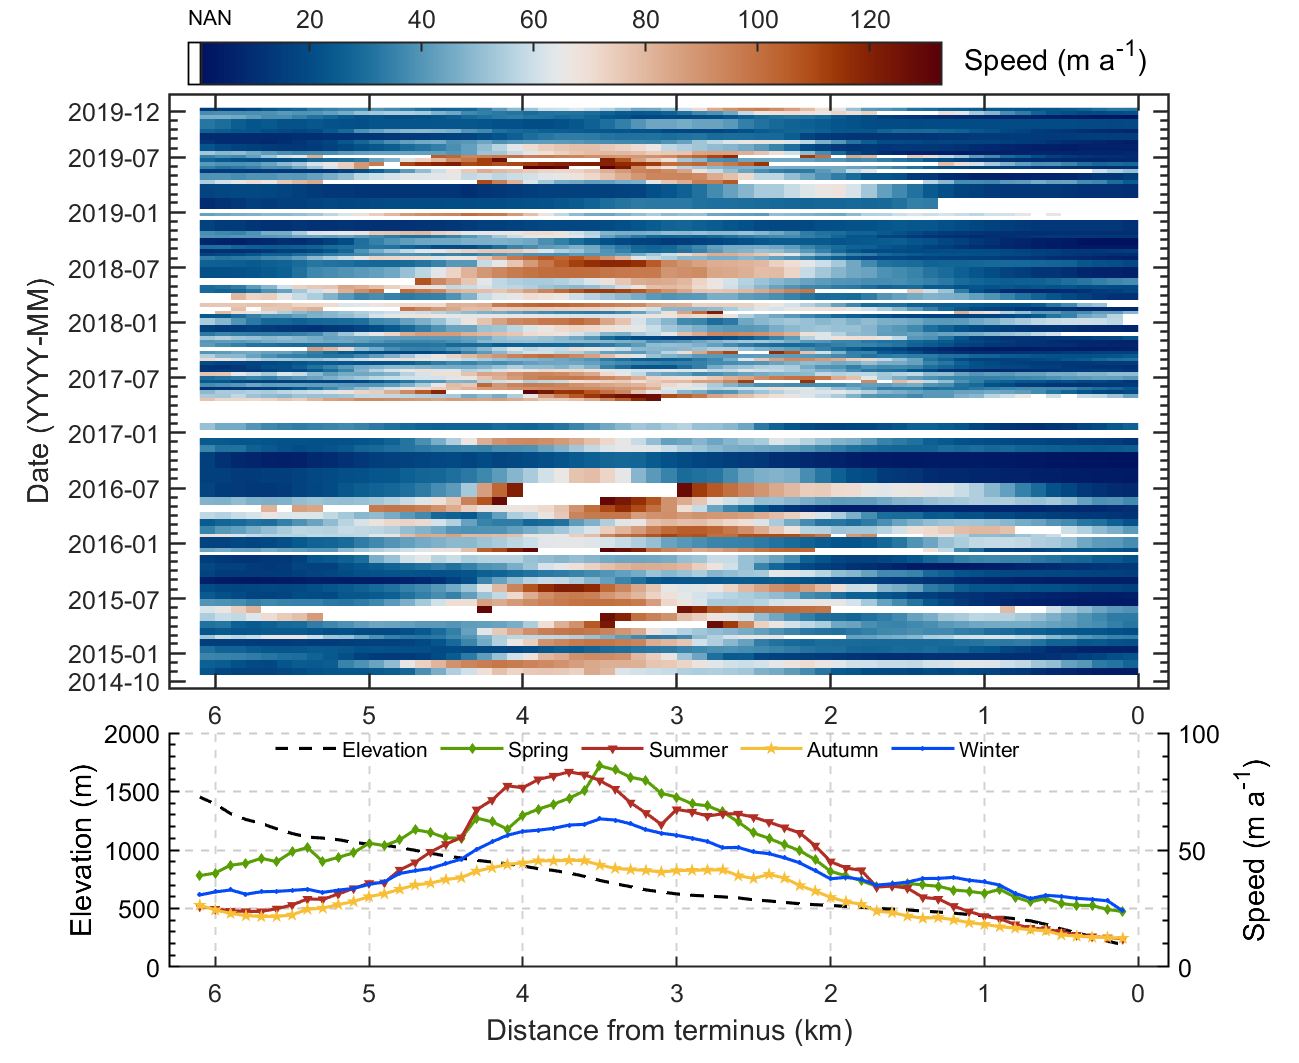 NAN 20 40 60 80 100 120 Speed (m a-1)
Date (YYYY-MM)
2019-12
2019-07
2019-01
2018-07
2018-01
2017-07
2017-01
2016-07
2016-01
2015-07
2015-01
2014-10
6 5 4 3 2 1 0
Elevation (m)
2000
1500
1000
500
0
Elevation Spring Summer Autumn Winter
100
50
0
Speed (m a-1)
6 5 4 3 2 1 0
Distance from terminus (km)